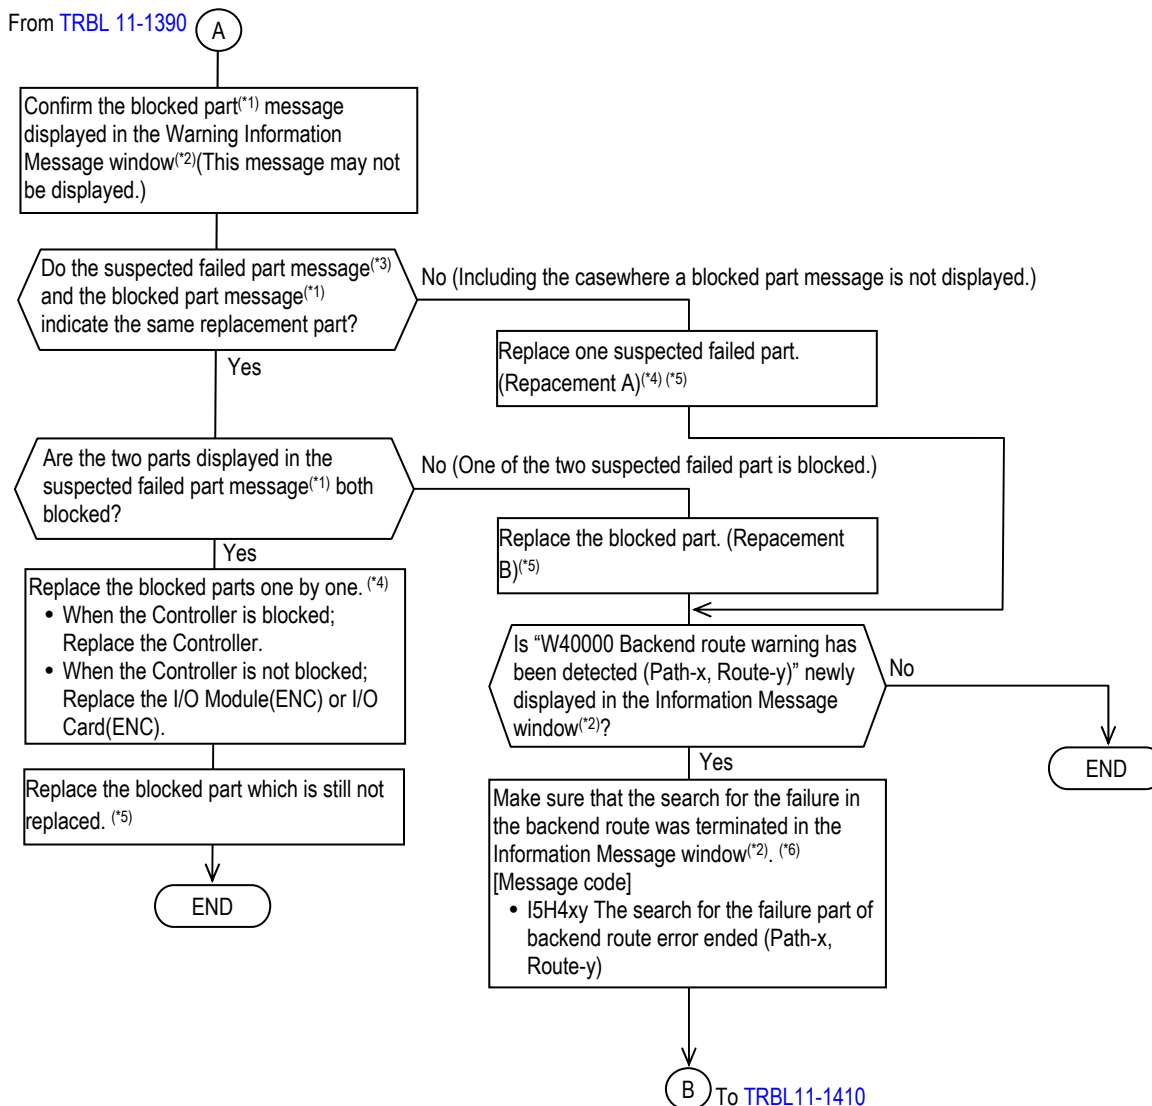 From TRBL 11-1390
A
Confirm the blocked part(*1) message
displayed in the Warning Information
Message window(*2)(This message may not
be displayed.)
Do the suspected failed part message(*3)
and the blocked part message(*1)
indicate the same replacement part?
No (Including the casewhere a blocked part message is not displayed.)
Yes
Replace one suspected failed part.
(Repacement A)(*4) (*5)
Are the two parts displayed in the
suspected failed part message(*1) both
blocked?
No (One of the two suspected failed part is blocked.)
Yes
Replace the blocked part. (Repacement
B)(*5)
Replace the blocked parts one by one. (*4)
• When the Controller is blocked;
Replace the Controller.
• When the Controller is not blocked;
Replace the I/O Module(ENC) or I/O
Card(ENC).
Is “W40000 Backend route warning has
been detected (Path-x, Route-y)” newly
displayed in the Information Message
window(*2)?
No
END
Yes
Replace the blocked part which is still not
replaced. (*5)
END
Make sure that the search for the failure in
the backend route was terminated in the
Information Message window(*2). (*6)
[Message code]
• I5H4xy The search for the failure part of
backend route error ended (Path-x,
Route-y)
B
To TRBL11-1410